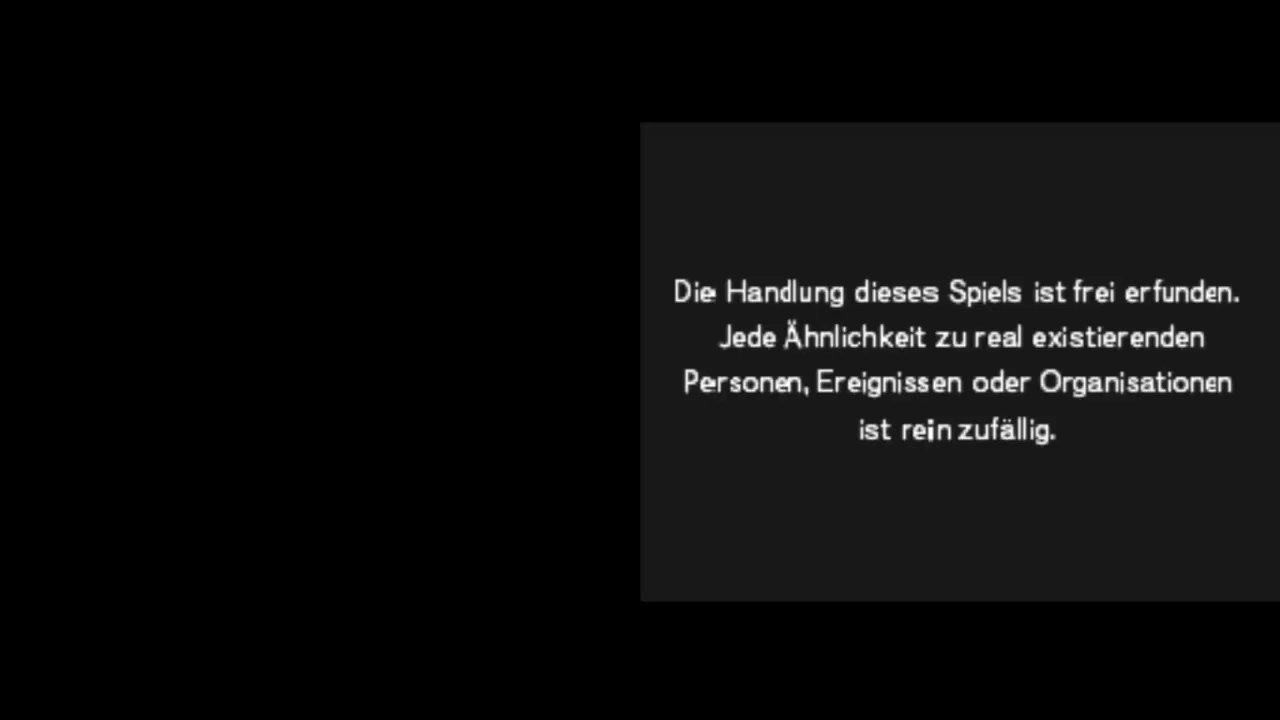 Die Handlung dieses Spiels ist frei erfunden.
Jede Ähnlichkeit zu real existierenden
Personen, Ereignissen oder Organisationen
ist rein zufällig.